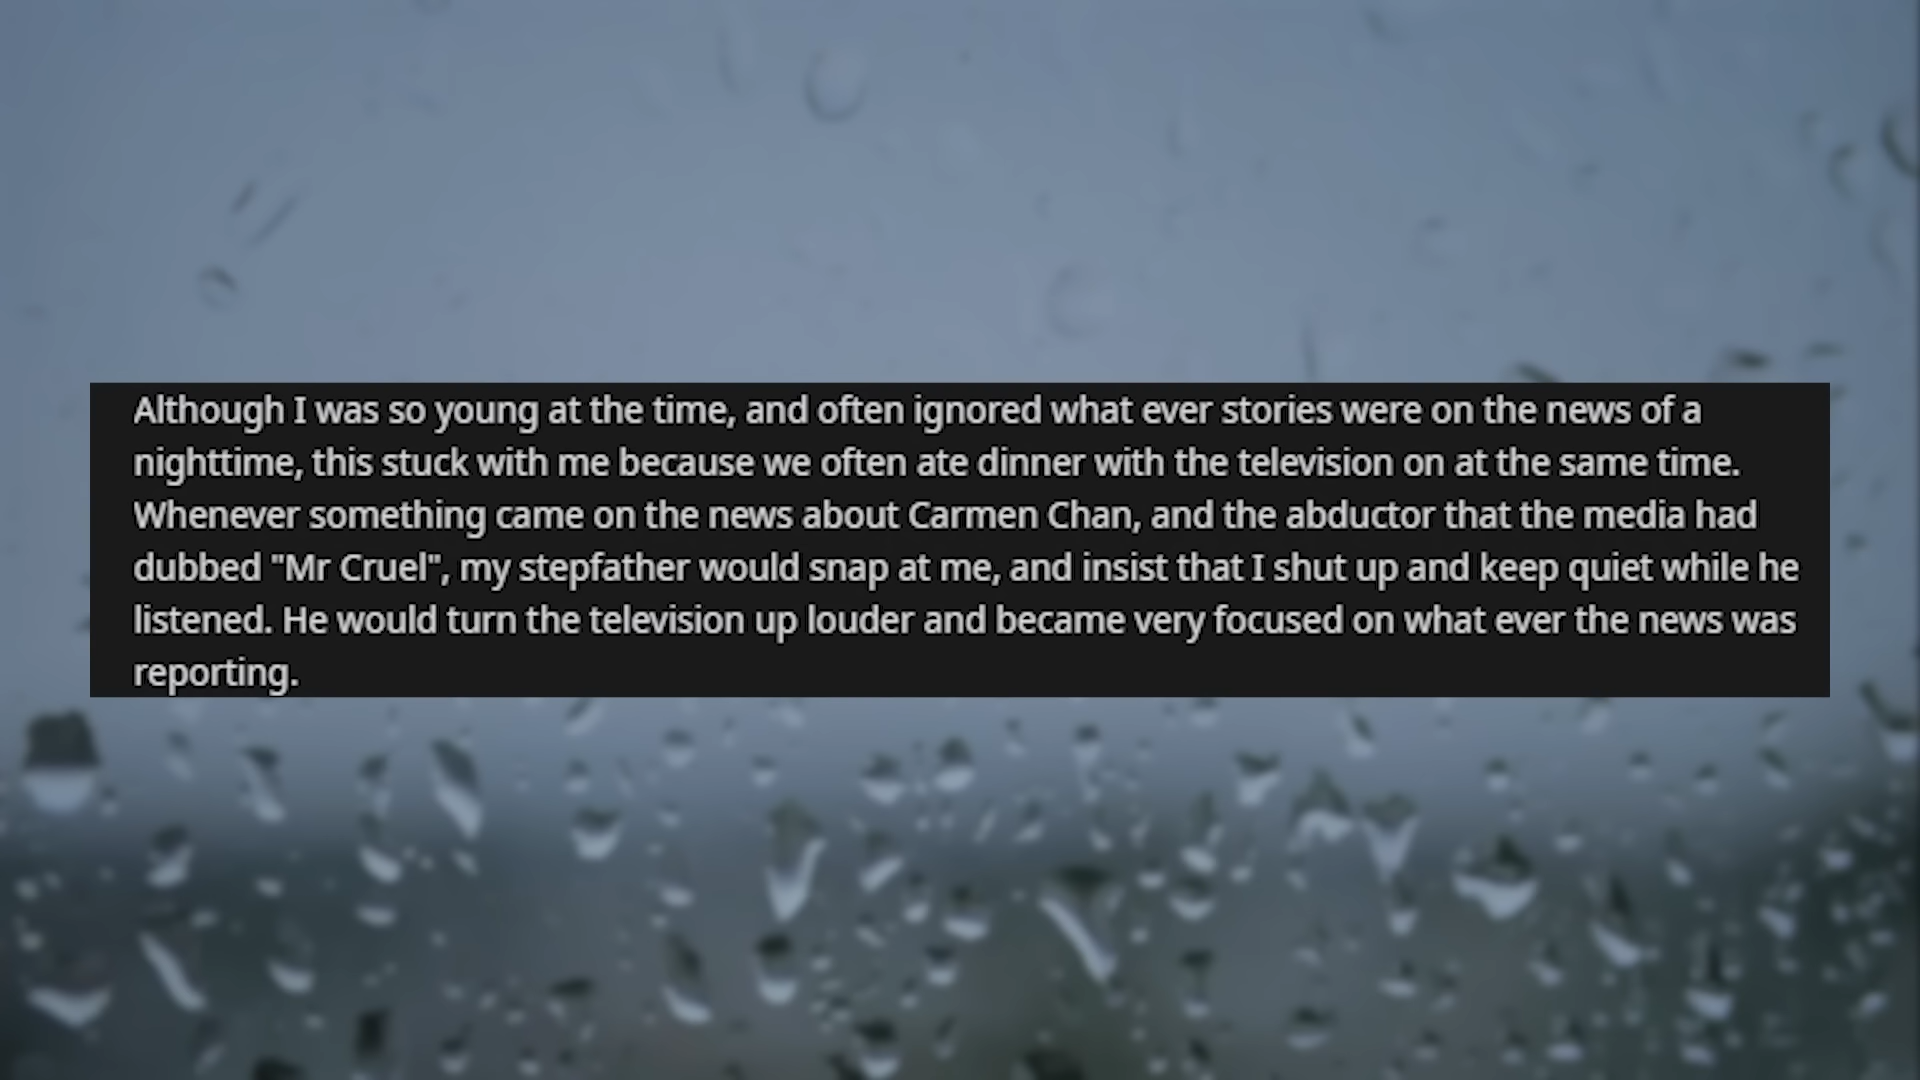 Although I was so young at the time, and often ignored what ever stories were on the news of a
nighttime, this stuck with me because we often ate dinner with the television on at the same time.
Whenever something came on the news about Carmen Chan, and the abductor that the media had
dubbed "Mr Cruel", my stepfather would snap at me, and insist that I shut up and keep quiet while he
listened. He would turn the television up louder and became very focused on what ever the news was
reporting.